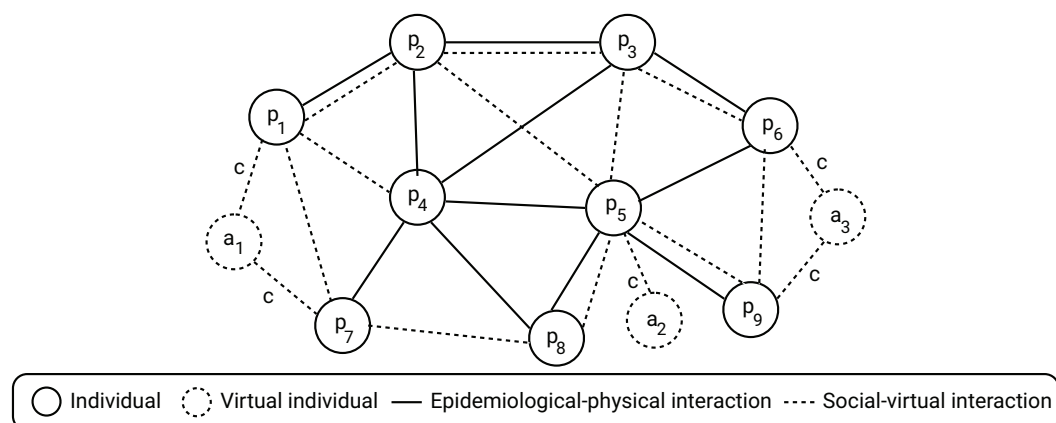 p2
p3
p1
p6
c
c
p4
p5
a3
a1
c
c
c
p9
p7
a2
p8
Individual
Virtual individual
Epidemiological-physical interaction
Social-virtual interaction